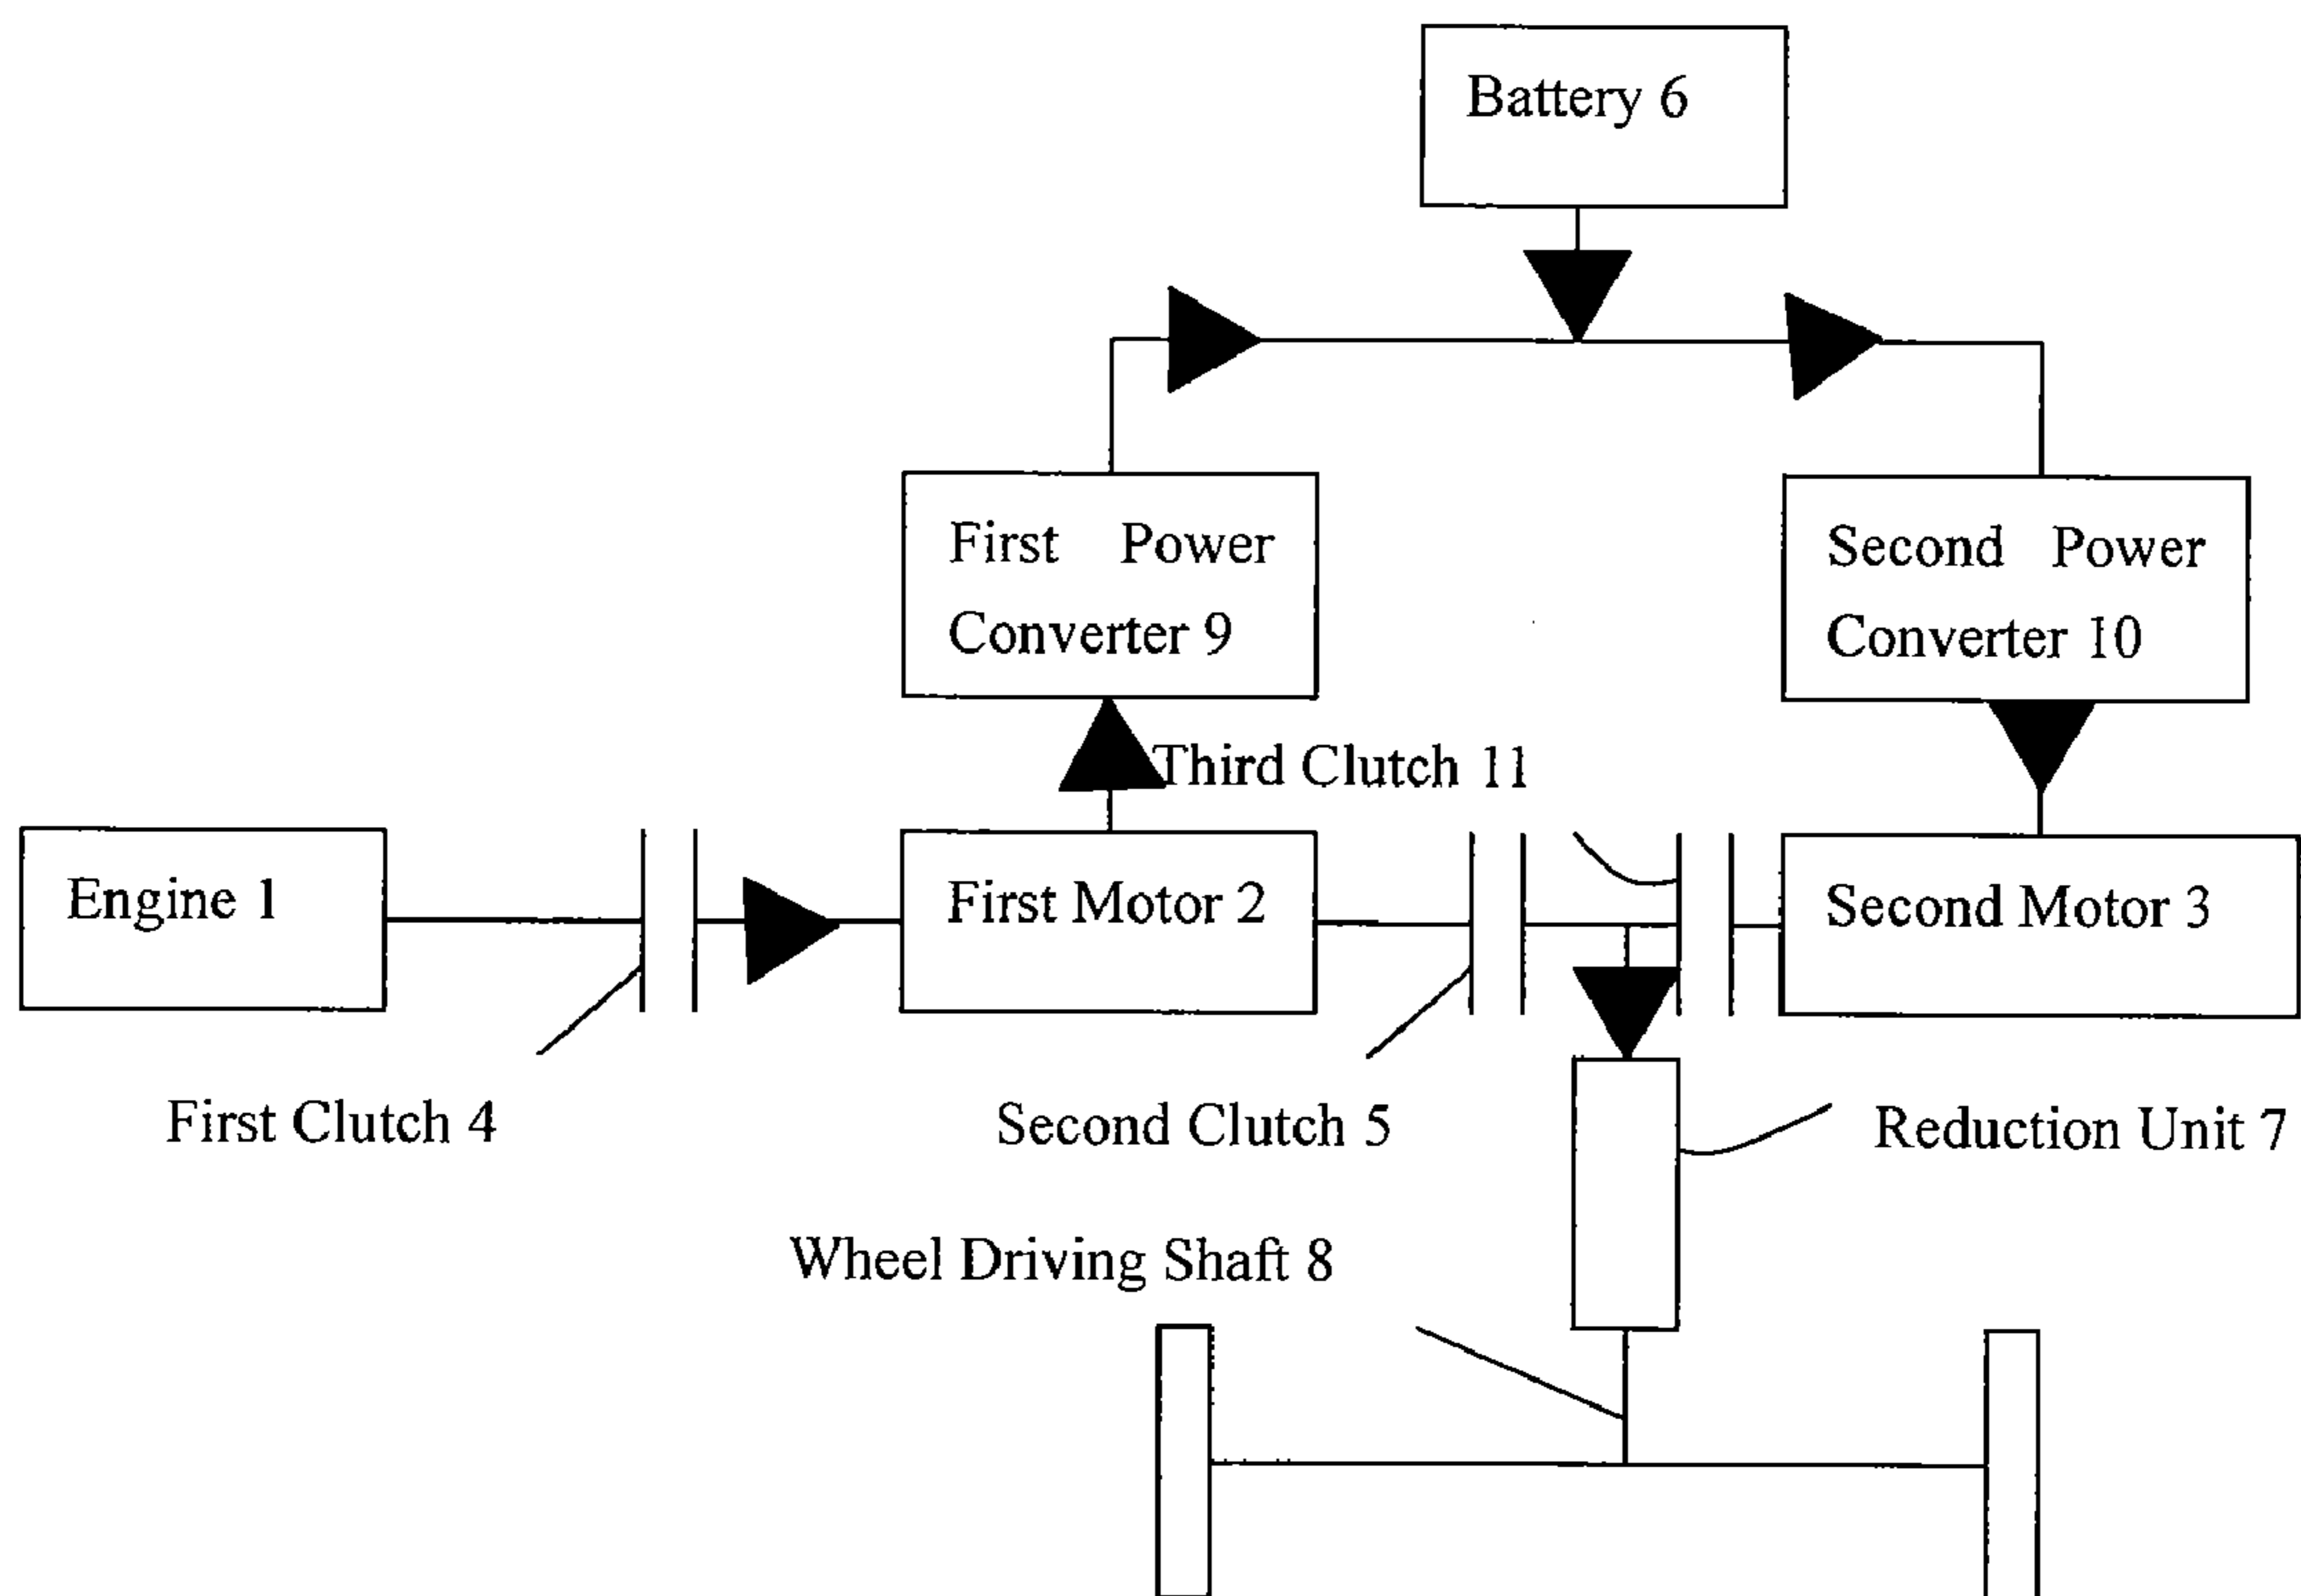 Battery 6
First Power
Converter 9
Second Power
Converter 10
Third Clutch 11
Engine 1
First Motor 2
Second Motor 3
First Clutch 4
Second Clutch 5
Reduction Unit 7
Wheel Driving Shaft 8